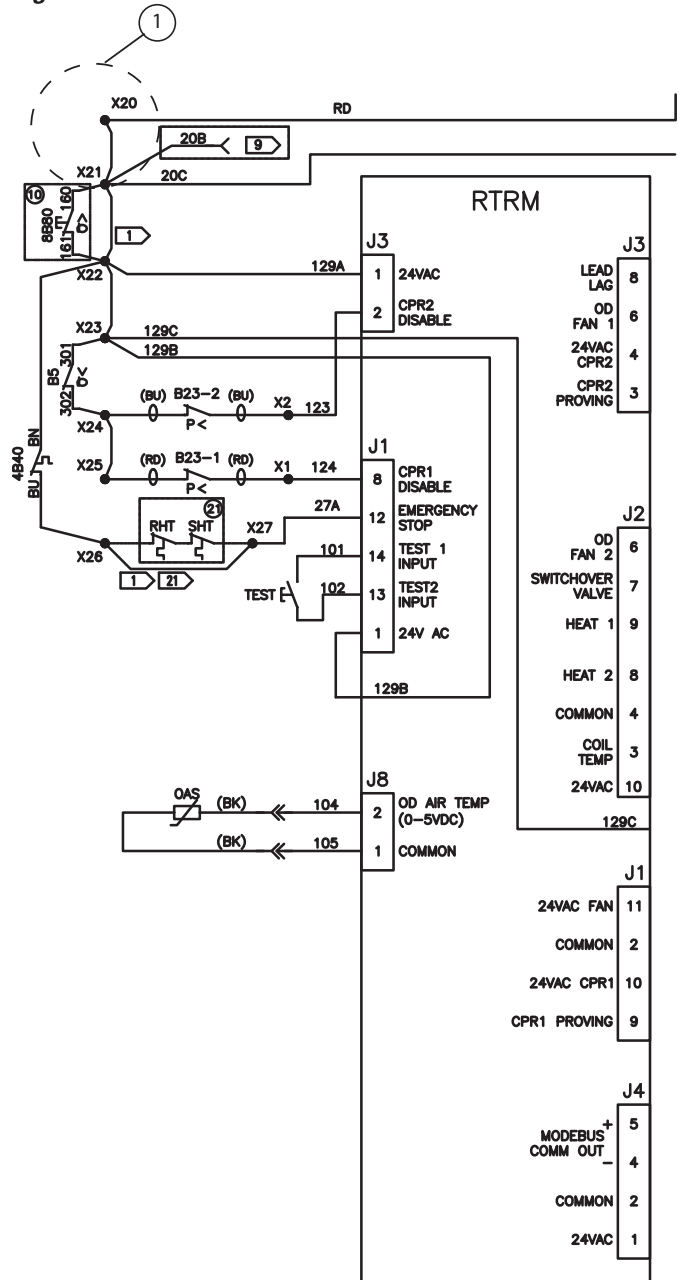 1
X20
RD
20B
9
X21
20C
10
160
8B80
161
1
RTRM
X22
129A
J3
1 24VAC
2 CPR2
DISABLE
J3
LEAD
LAG 8
OD
FAN 1 6
24VAC
CPR2 4
CPR2
PROVING 3
X23
129C
129B
301
B5
302
(BU) B23-2 (BU)
X2
123
P<
X24
BN
4B40
BU
X25
(RD) B23-1 (RD)
X1
124
P<
J1
8 CPR1
DISABLE
12 EMERGENCY
STOP
14 TEST 1
INPUT
13 TEST2
INPUT
1 24V AC
21
RHT SHT
X27
27A
X26
1 21
101
TEST
102
129B
J2
OD
FAN 2 6
SWITCHOVER
VALVE 7
HEAT 1 9
HEAT 2 8
COMMON 4
COIL
TEMP 3
24VAC 10
129C
J8
OAS
(BK)
104
2 OD AIR TEMP
(0-5VDC)
(BK)
105
1 COMMON
J1
24VAC FAN 11
COMMON 2
24VAC CPR1 10
CPR1 PROVING 9
J4
+ 5
MODEBUS
COMM OUT
- 4
COMMON 2
24VAC 1